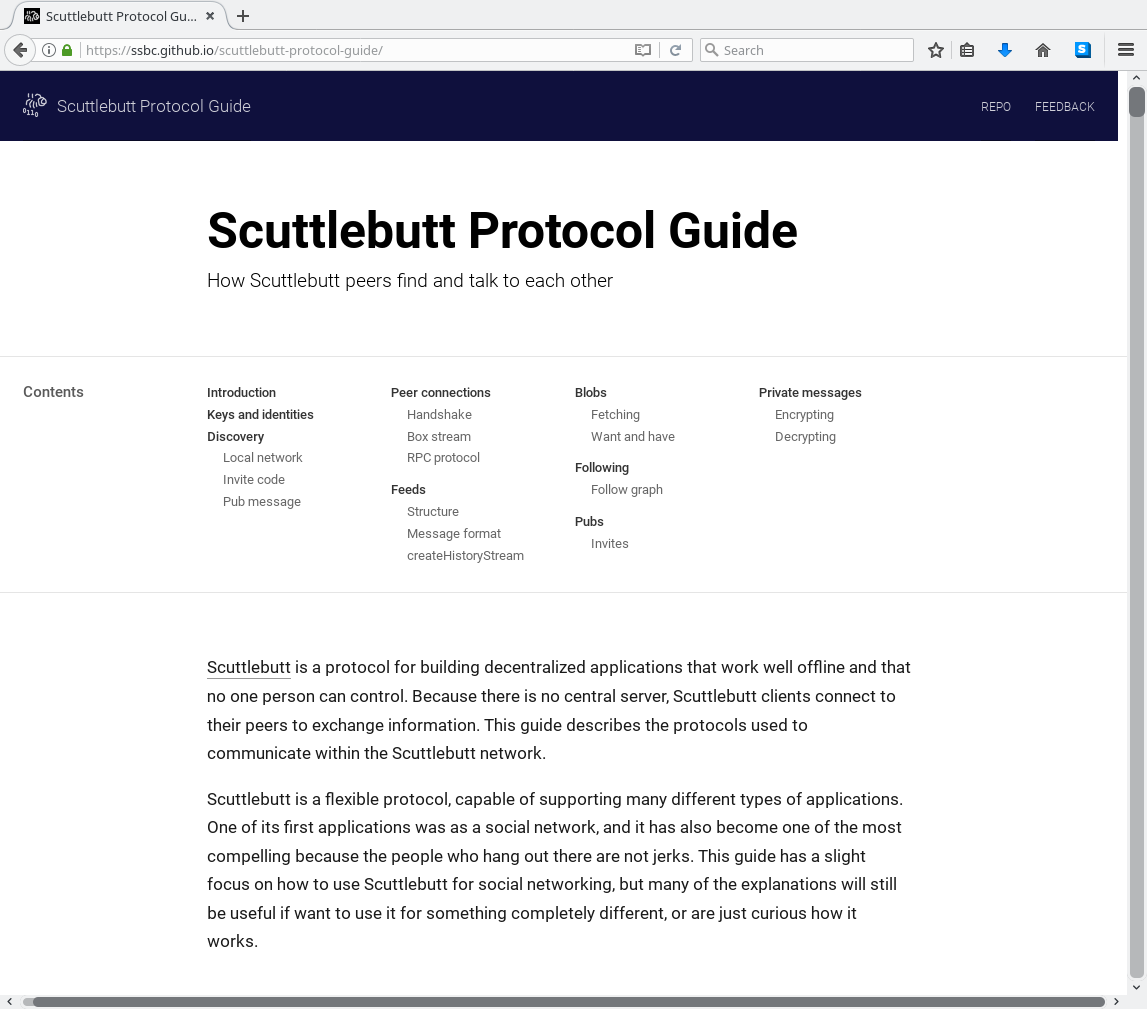 Scuttlebutt Protocol Gu...
https://ssbc.github.io/scuttlebutt-protocol-guide/
Search
S
Scuttlebutt Protocol Guide
REPO
FEEDBACK
Scuttlebutt Protocol Guide
How Scuttlebutt peers find and talk to each other
Contents
Introduction
Keys and identities
Discovery
Local network
Invite code
Pub message
Peer connections
Handshake
Box stream
RPC protocol
Feeds
Structure
Message format
createHistoryStream
Blobs
Fetching
Want and have
Following
Follow graph
Pubs
Invites
Private messages
Encrypting
Decrypting
Scuttlebutt is a protocol for building decentralized applications that work well offline and that
no one person can control. Because there is no central server, Scuttlebutt clients connect to
their peers to exchange information. This guide describes the protocols used to
communicate within the Scuttlebutt network.
Scuttlebutt is a flexible protocol, capable of supporting many different types of applications.
One of its first applications was as a social network, and it has also become one of the most
compelling because the people who hang out there are not jerks. This guide has a slight
focus on how to use Scuttlebutt for social networking, but many of the explanations will still
be useful if want to use it for something completely different, or are just curious how it
works.